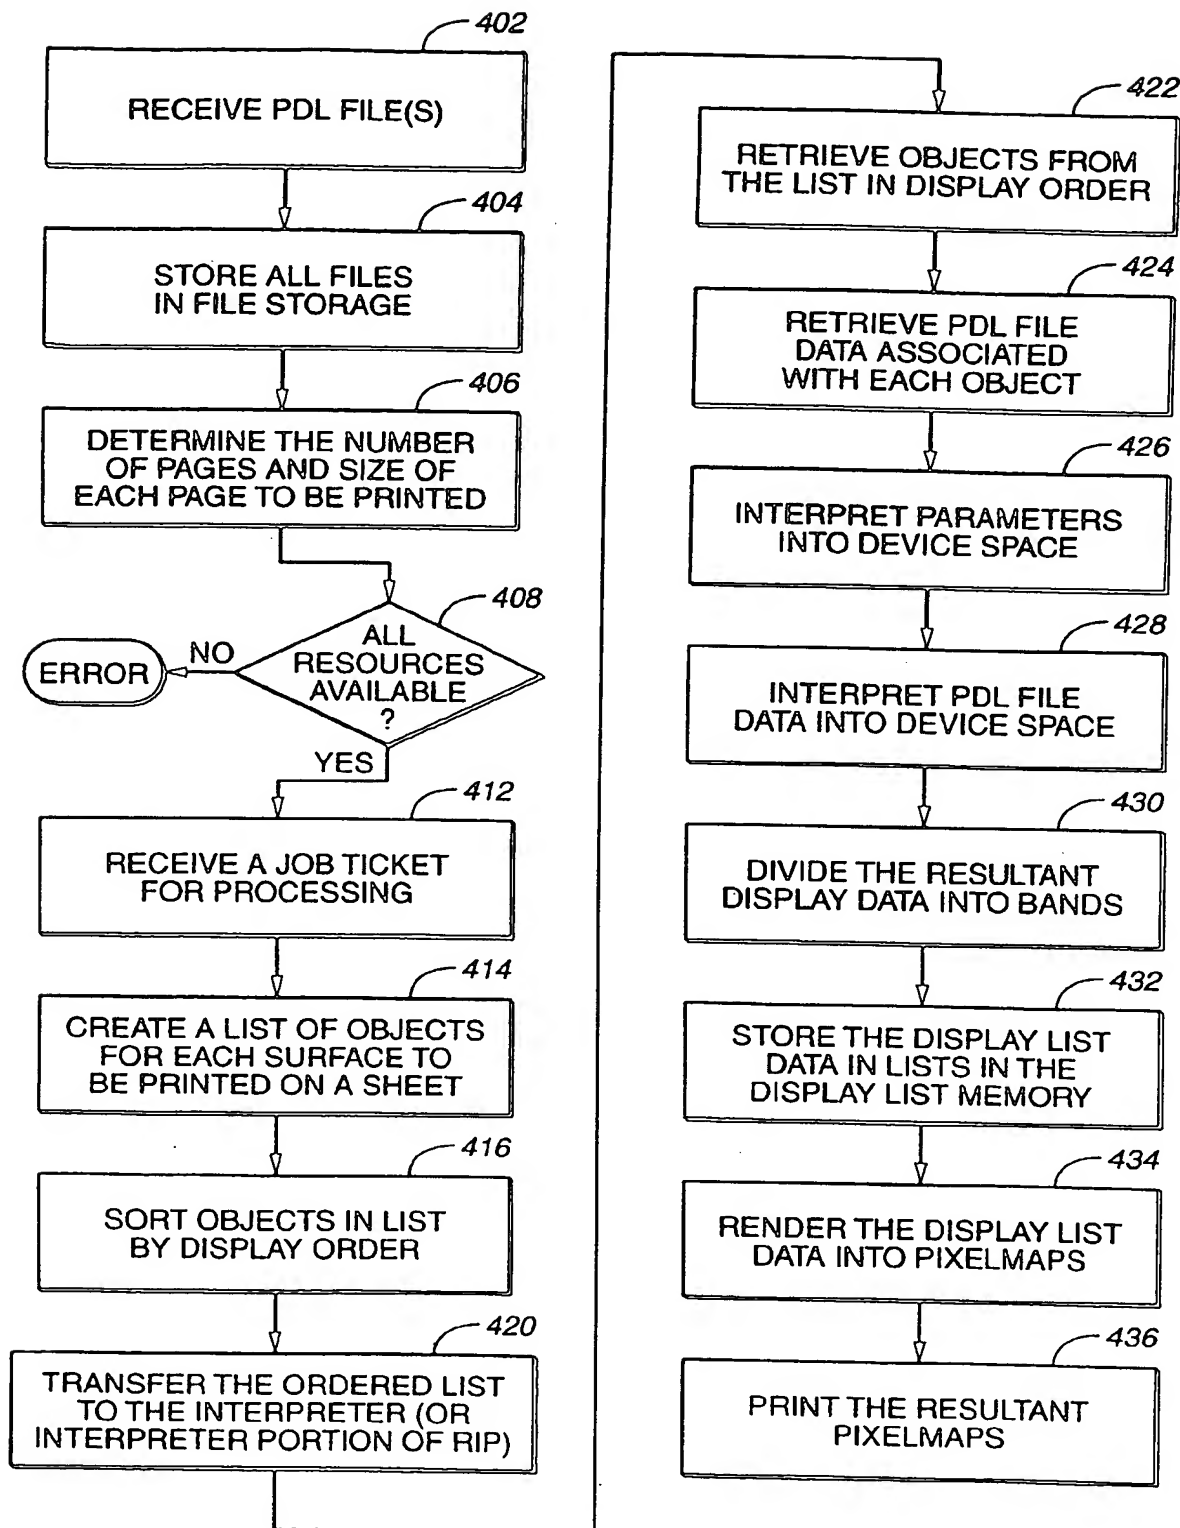 402
RECEIVE PDL FILE(S)
404
STORE ALL FILES
IN FILE STORAGE
406
DETERMINE THE NUMBER
OF PAGES AND SIZE OF
EACH PAGE TO BE PRINTED
408
ALL
RESOURCES
AVAILABLE
?
NO
ERROR
YES
412
RECEIVE A JOB TICKET
FOR PROCESSING
414
CREATE A LIST OF OBJECTS
FOR EACH SURFACE TO
BE PRINTED ON A SHEET
416
SORT OBJECTS IN LIST
BY DISPLAY ORDER
420
TRANSFER THE ORDERED LIST
TO THE INTERPRETER (OR
INTERPRETER PORTION OF RIP)
422
RETRIEVE OBJECTS FROM
THE LIST IN DISPLAY ORDER
424
RETRIEVE PDL FILE
DATA ASSOCIATED
WITH EACH OBJECT
426
INTERPRET PARAMETERS
INTO DEVICE SPACE
428
INTERPRET PDL FILE
DATA INTO DEVICE SPACE
430
DIVIDE THE RESULTANT
DISPLAY DATA INTO BANDS
432
STORE THE DISPLAY LIST
DATA IN LISTS IN THE
DISPLAY LIST MEMORY
434
RENDER THE DISPLAY LIST
DATA INTO PIXELMAPS
436
PRINT THE RESULTANT
PIXELMAPS